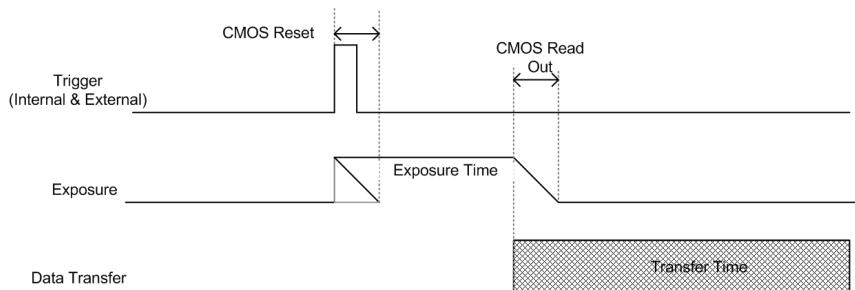 CMOS Reset
CMOS Read
Out
Trigger
(Internal & External)
Exposure Time
Exposure
Transfer Time
Data Transfer